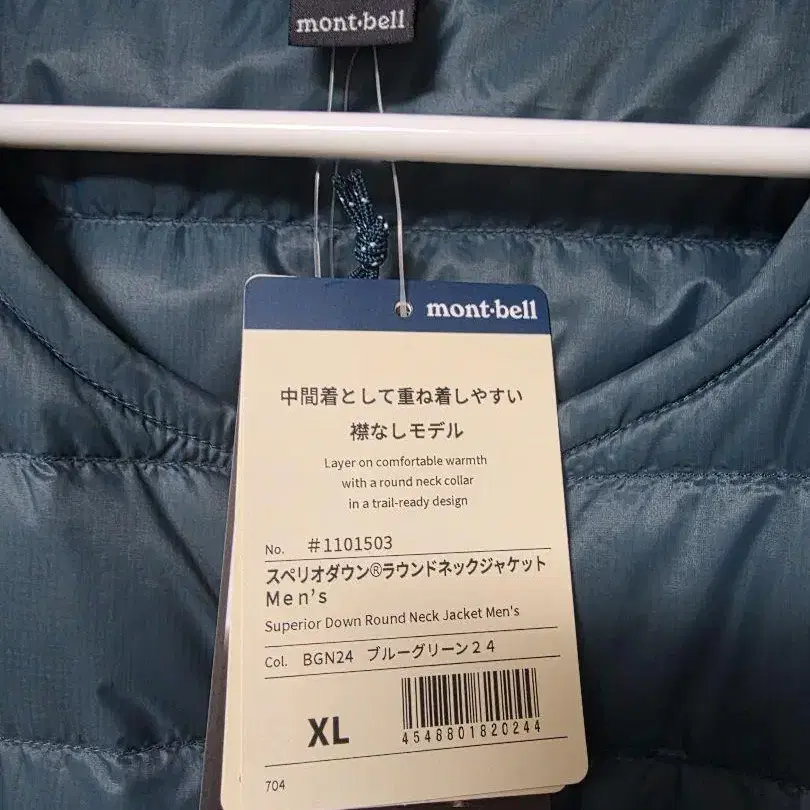 mont·bell
mont·bell
中間着として重ね着しやすい
襟なしモデル
Layer on comfortable warmth
with a round neck collar
in a trail-ready design
No. #1101503
スペリオダウン®ラウンドネックジャケット
Men's
Superior Down Round Neck Jacket Men's
Col. BGN24 ブルーグリーン24
XL
4548801820244
704